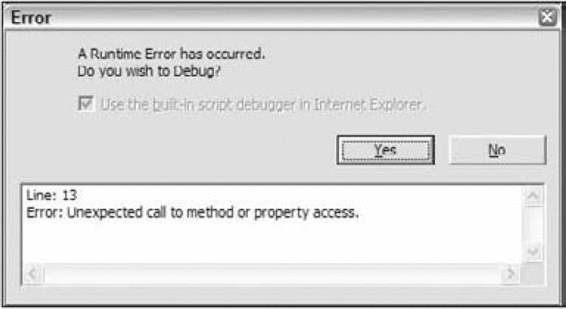 Error
A Runtime Error has occurred.
Do you wish to Debug?
Use the built-in script debugger in Internet Explorer.
Yes
No
Line: 13
Error: Unexpected call to method or property access.